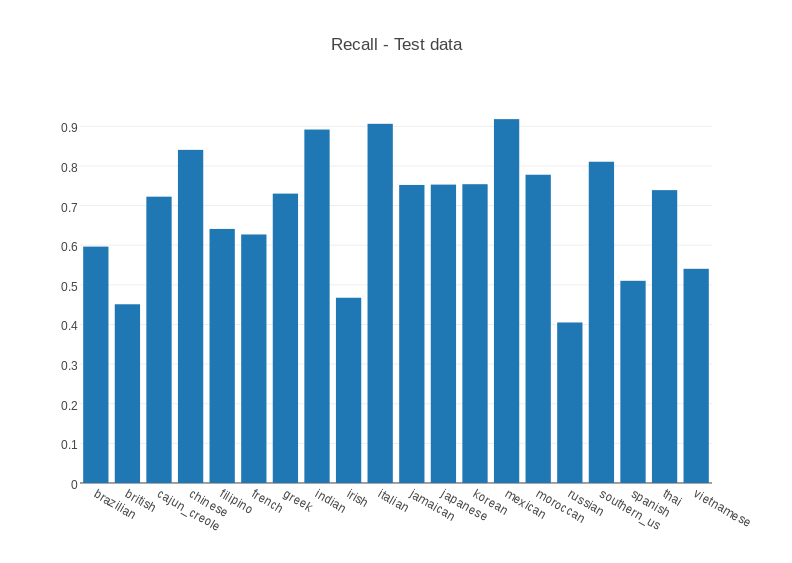 Recall - Test data
0.9
0.8
0.7
0.6
0.5
0.4
0.3
0.2
0.1
0
brazilian
british
cajun_creole
chinese
filipino
french
greek
indian
irish
italian
jamaican
japanese
korean
mexican
moroccan
russian
southern_us
spanish
thai
vietnamese